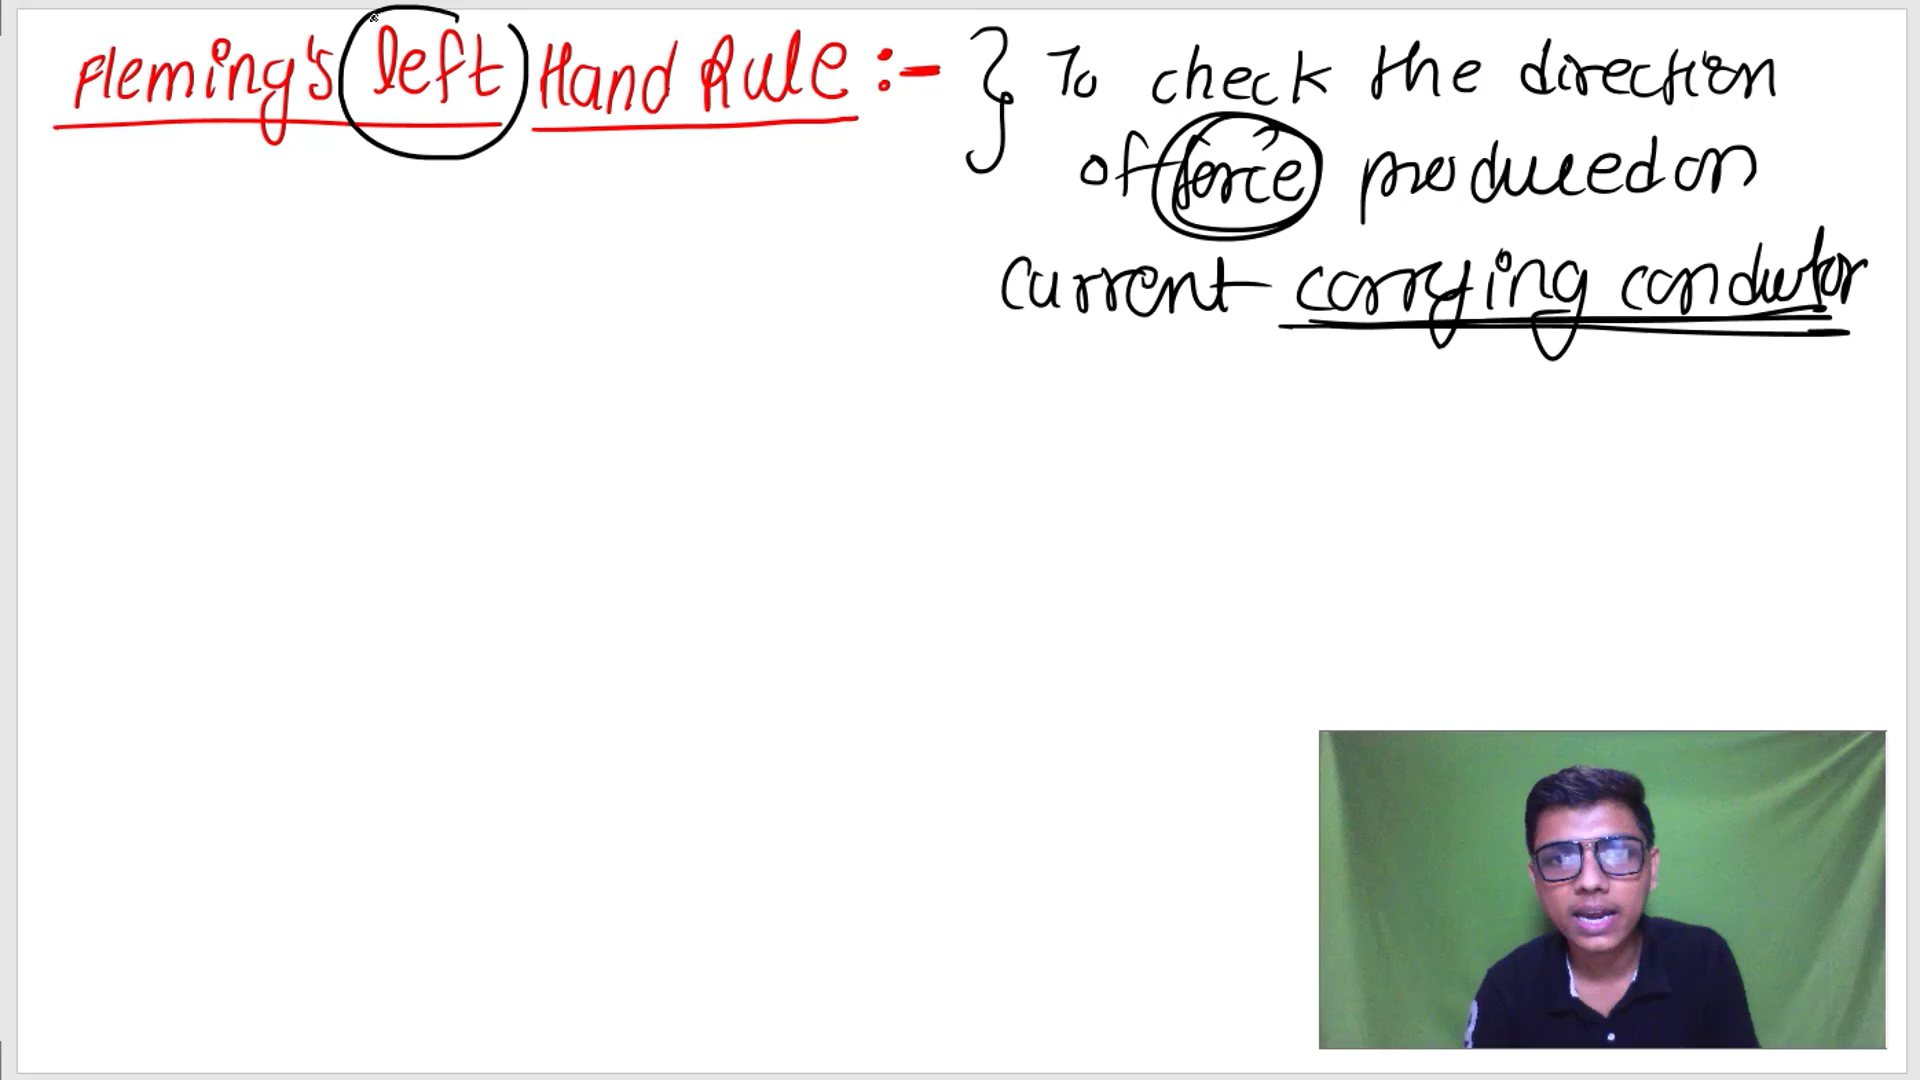 Fleming's left Hand Rule :- } To check the direction
of force produced on
current carrying conductor